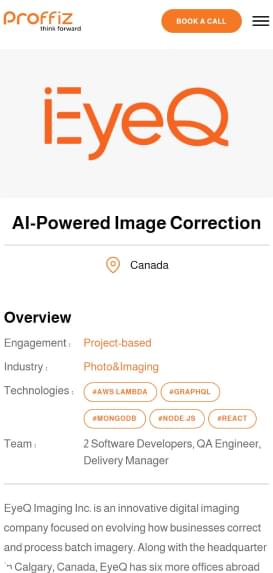 proffiz
think forward
BOOK A CALL
iEyeQ
AI-Powered Image Correction
Canada
Overview
Engagement : Project-based
Industry : Photo&Imaging
Technologies : #AWS LAMBDA #GRAPHQL
#MONGODB #NODE JS #REACT
Team : 2 Software Developers, QA Engineer,
Delivery Manager
EyeQ Imaging Inc. is an innovative digital imaging
company focused on evolving how businesses correct
and process batch imagery. Along with the headquarter
in Calgary, Canada, EyeQ has six more offices abroad